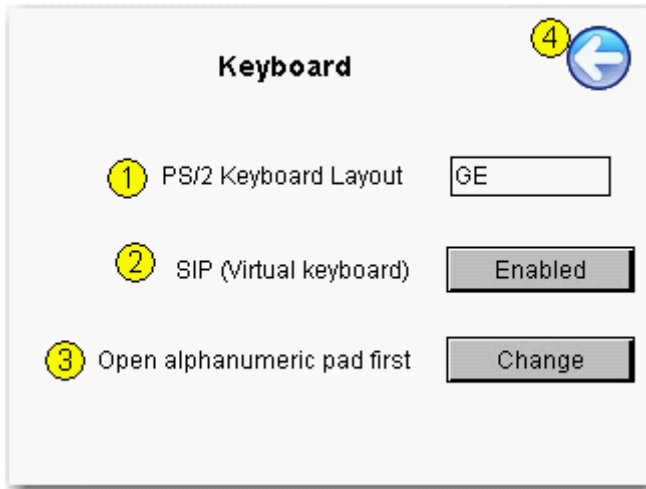 4
Keyboard
1 PS/2 Keyboard Layout GE
2 SIP (Virtual keyboard) Enabled
3 Open alphanumeric pad first Change